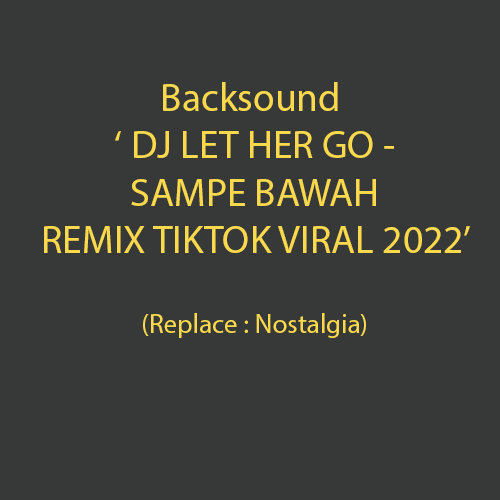 Backsound
‘ DJ LET HER GO -
SAMPE BAWAH
REMIX TIKTOK VIRAL 2022’
(Replace : Nostalgia)